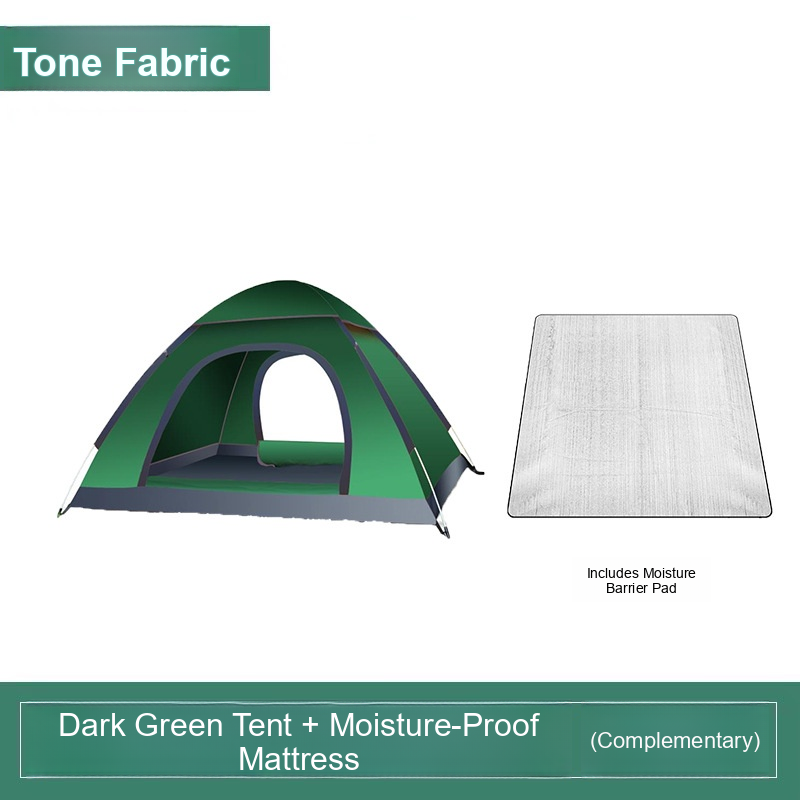 Tone Fabric
Includes Moisture
Barrier Pad
Dark Green Tent + Moisture-Proof
Mattress
(Complementary)